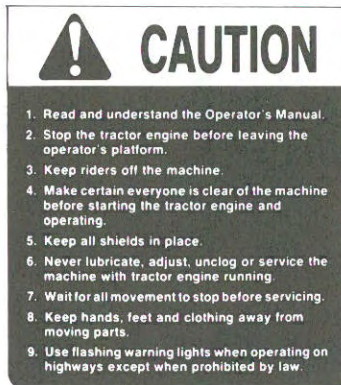 CAUTION
1. Read and understand the Operator's Manual.
2. Stop the tractor engine before leaving the
operator's platform.
3. Keep riders off the machine.
4. Make certain everyone is clear of the machine
before starting the tractor engine and
operating.
5. Keep all shields in place.
6. Never lubricate, adjust, unclog or service the
machine with tractor engine running.
7. Wait for all movement to stop before servicing.
8. Keep hands, feet and clothing away from
moving parts.
9. Use flashing warning lights when operating on
highways except when prohibited by law.